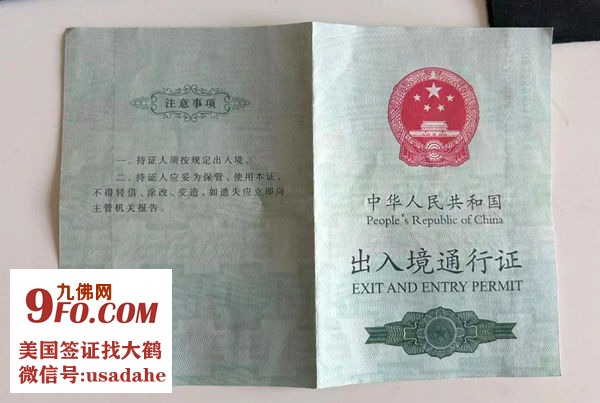 注意事项
一、持证人须按规定出入境。
二、持证人应妥为保管、使用本证，
不得转借、涂改、变造，如遗失应立即向
主管机关报告。
中华人民共和国
People's Republic of China
出入境通行证
EXIT AND ENTRY PERMIT
九佛网
9FO.COM
美国签证找大鹤
微信号:usadahe